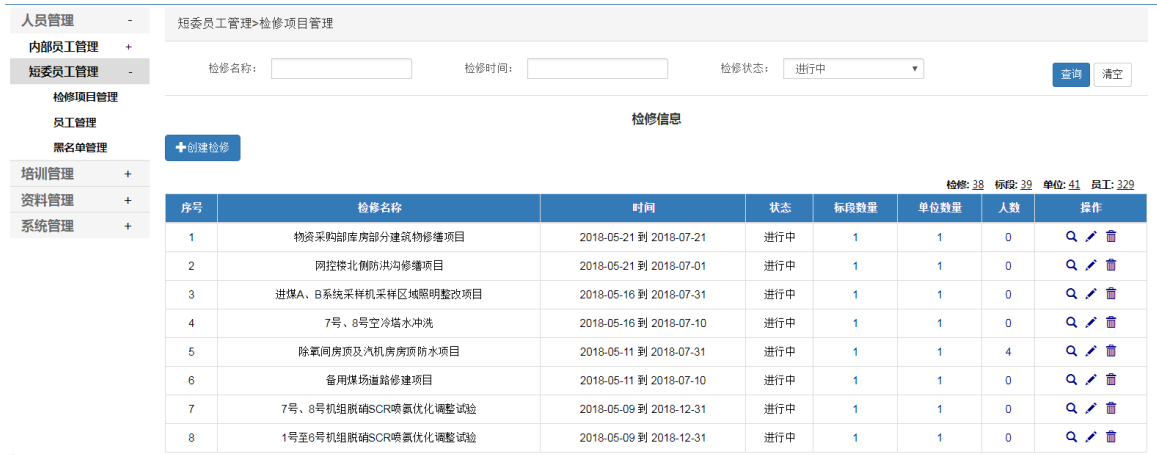 人员管理 -
内部员工管理 +
短委员工管理 -
检修项目管理
员工管理
黑名单管理
培训管理 +
资料管理 +
系统管理 +
短委员工管理>检修项目管理
检修名称： 检修时间： 检修状态： 进行中 查询 清空
检修信息
创建检修
检修: 38 标段: 39 单位: 41 员工: 329
序号 检修名称 时间 状态 标段数量 单位数量 人数 操作
1 物资采购部库房部分建筑物修缮项目 2018-05-21 到 2018-07-21 进行中 1 1 0
2 网控楼北侧防洪沟修缮项目 2018-05-21 到 2018-07-01 进行中 1 1 0
3 进煤A、B系统采样机采样区域照明整改项目 2018-05-16 到 2018-07-31 进行中 1 1 0
4 7号、8号空冷塔水冲洗 2018-05-16 到 2018-07-10 进行中 1 1 0
5 除氧间房顶及汽机房房顶防水项目 2018-05-11 到 2018-07-31 进行中 1 1 4
6 备用煤场道路修建项目 2018-05-11 到 2018-07-10 进行中 1 1 0
7 7号、8号机组脱硝SCR喷氨优化调整试验 2018-05-09 到 2018-12-31 进行中 1 1 0
8 1号至6号机组脱硝SCR喷氨优化调整试验 2018-05-09 到 2018-12-31 进行中 1 1 0